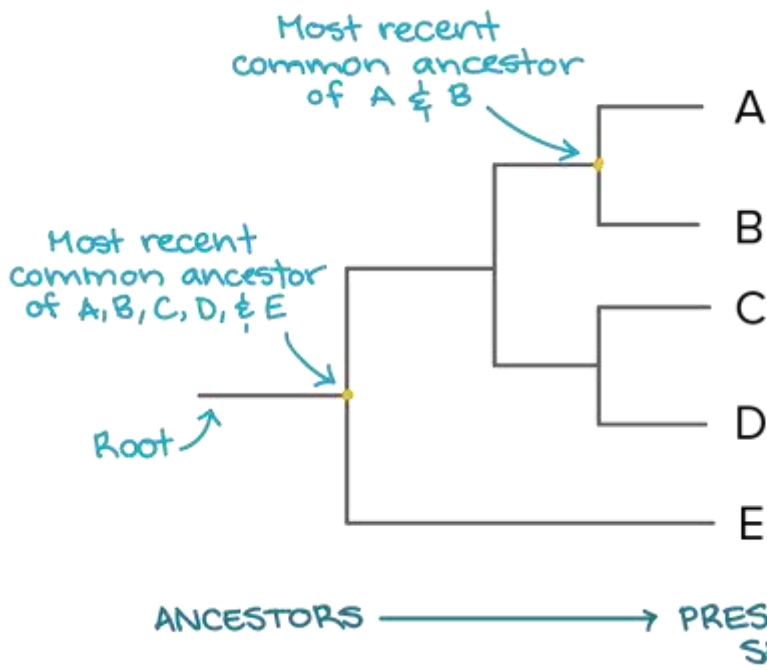 Most recent
common ancestor
of A & B
A
B
Most recent
common ancestor
of A, B, C, D, & E
C
D
Root
E
ANCESTORS